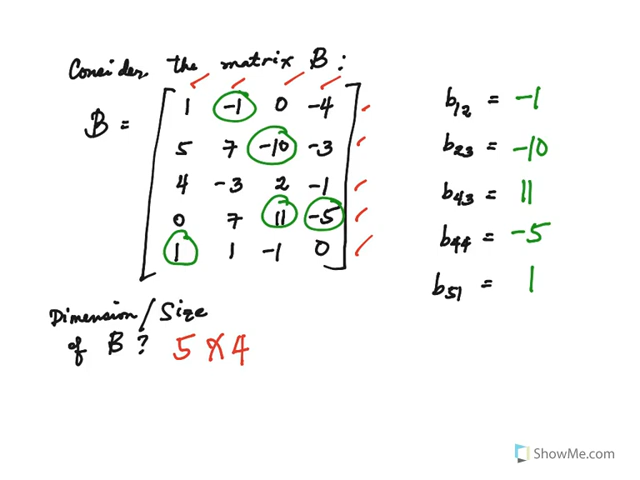 Consider the matrix B:
B = [ 1 -1 0 -4
5 7 -10 -3
4 -3 2 -1
0 7 11 -5
1 1 -1 0 ]
b12 = -1
b23 = -10
b43 = 11
b44 = -5
b51 = 1
Dimension/Size
of B? 5 x 4
ShowMe.com